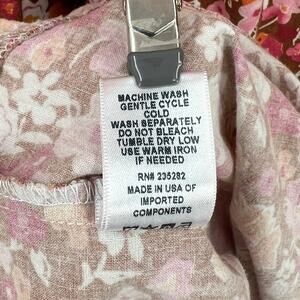 MACHINE WASH
GENTLE CYCLE
COLD
WASH SEPARATELY
DO NOT BLEACH
TUMBLE DRY LOW
USE WARM IRON
IF NEEDED
RN# 235282
MADE IN USA OF
IMPORTED
COMPONENTS